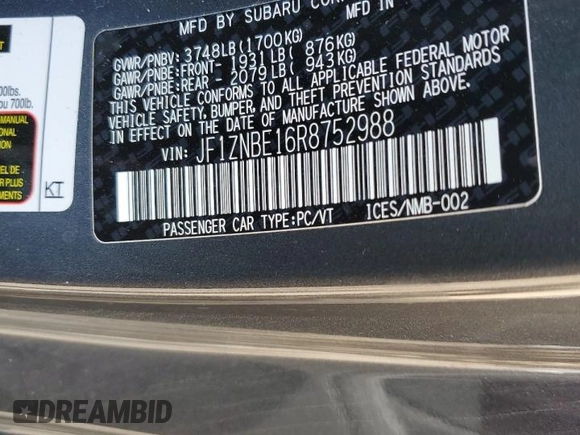 MFD BY SUBARU
MFD IN
GVWR/PNBV: 3748LB(1700KG)
GAWR/PNBE:FRONT- 1931LB( 876KG)
GAWR/PNBE:REAR - 2079LB( 943KG)
THIS VEHICLE CONFORMS TO ALL APPLICABLE FEDERAL MOTOR
VEHICLE SAFETY, BUMPER, AND THEFT PREVENTION STANDARDS
IN EFFECT ON THE DATE OF MANUFACTURE SHOWN ABOVE.
VIN: JF1ZNBE16R8752988
PASSENGER CAR TYPE:PC/VT ICES/NMB-002
700lb.
MANUAL
KT
DREAMBID